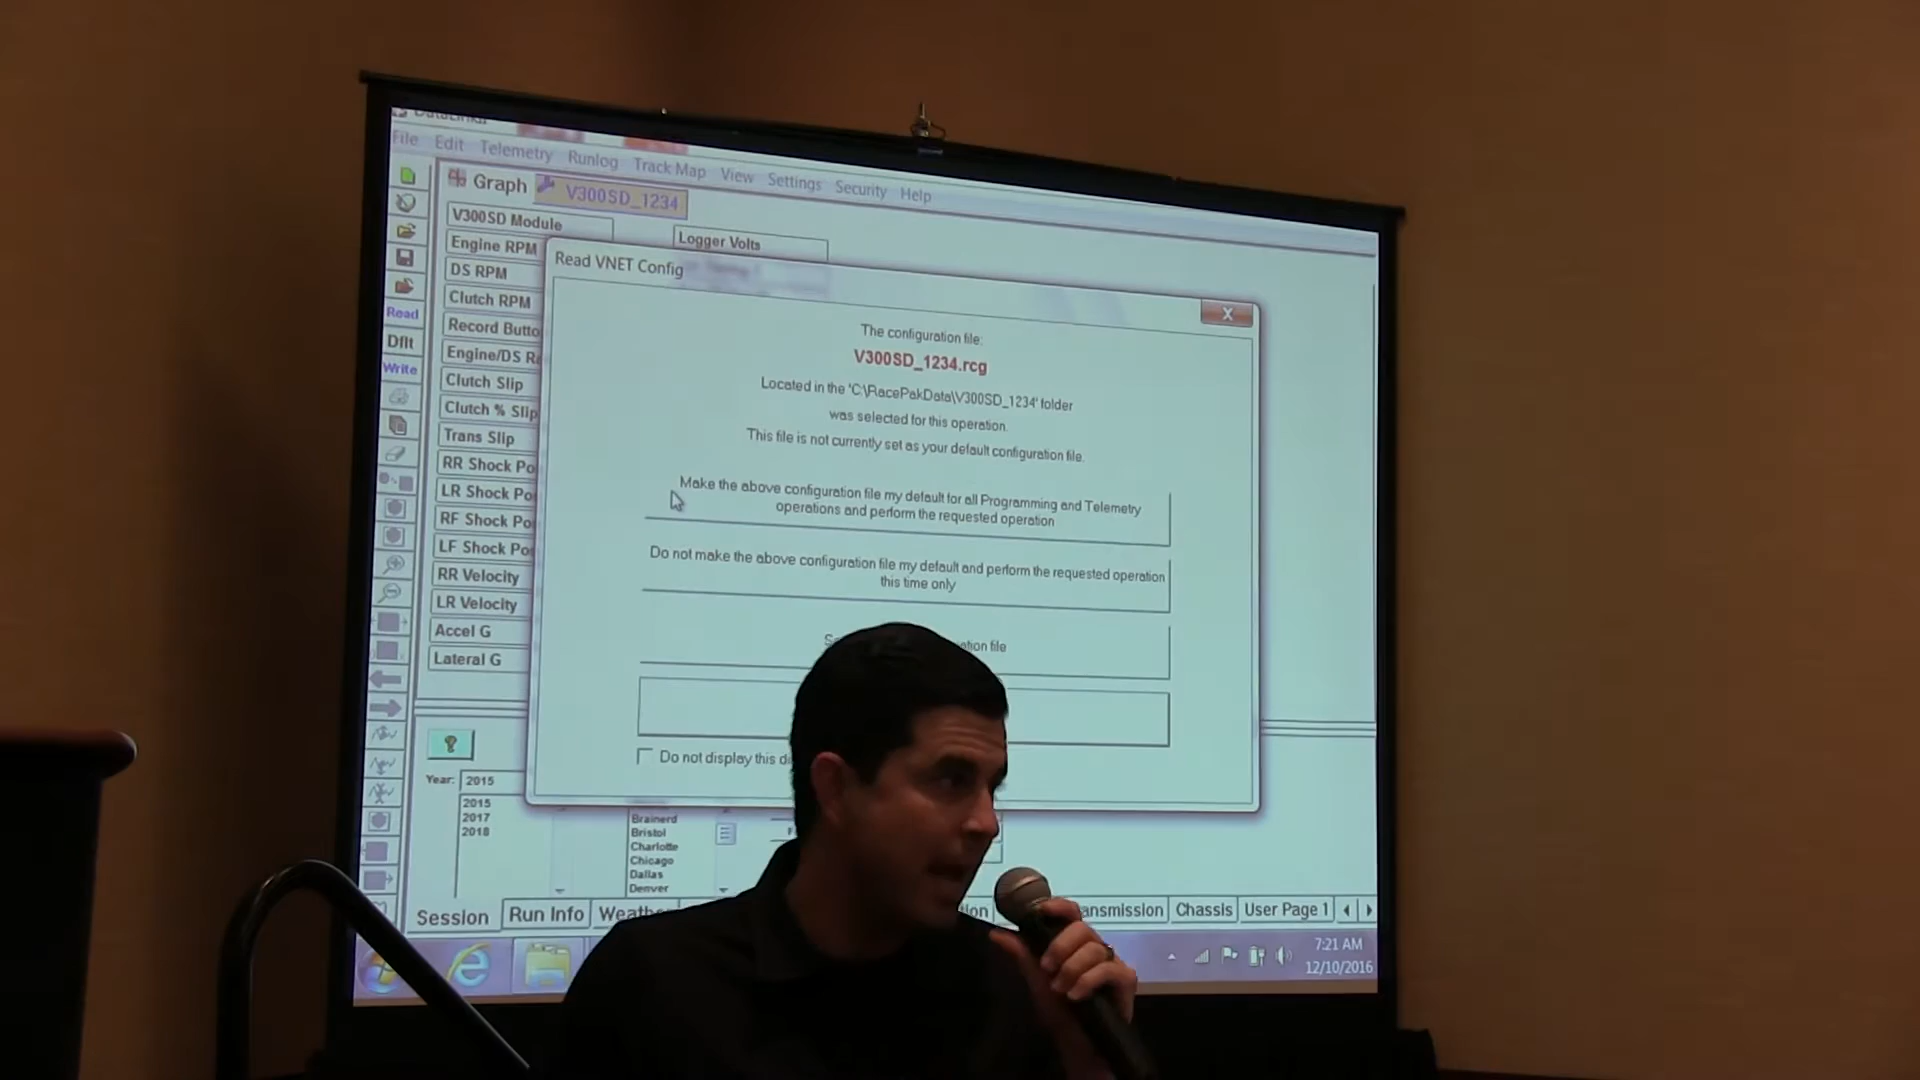 File Edit Telemetry Runlog Track Map View Settings Security Help
Graph V300SD_1234
V300SD Module
Logger Volts
Engine RPM
DS RPM
Clutch RPM
Record Butto
Engine/DS Ra
Clutch Slip
Clutch % Slip
Trans Slip
RR Shock Po
LR Shock Po
RF Shock Po
LF Shock Po
RR Velocity
LR Velocity
Accel G
Lateral G
Read
Dflt
Write
Read VNET Config
X
The configuration file:
V300SD_1234.rcg
Located in the 'C:\RacePakData\V300SD_1234' folder
was selected for this operation.
This file is not currently set as your default configuration file.
Make the above configuration file my default for all Programming and Telemetry
operations and perform the requested operation
Do not make the above configuration file my default and perform the requested operation
this time only
file
Do not display this
?
Year: 2015
2015
2017
2018
Brainerd
Bristol
Charlotte
Chicago
Dallas
Denver
Session Run Info Chassis User Page 1
7:21 AM
12/10/2016